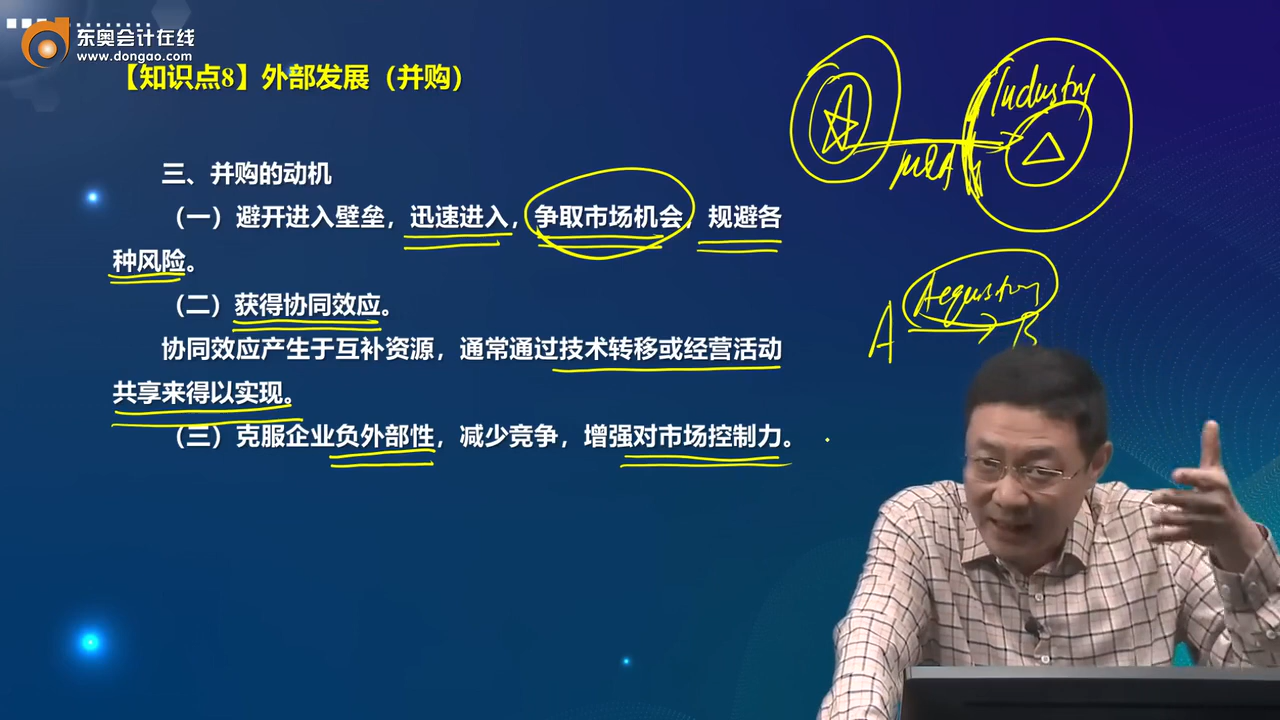 东奥会计在线
www.dongao.com
【知识点8】外部发展（并购）
三、并购的动机
（一）避开进入壁垒，迅速进入，争取市场机会，规避各
种风险。
（二）获得协同效应。
协同效应产生于互补资源，通常通过技术转移或经营活动
共享来得以实现。
（三）克服企业负外部性，减少竞争，增强对市场控制力。
Industry
M&A
A
B